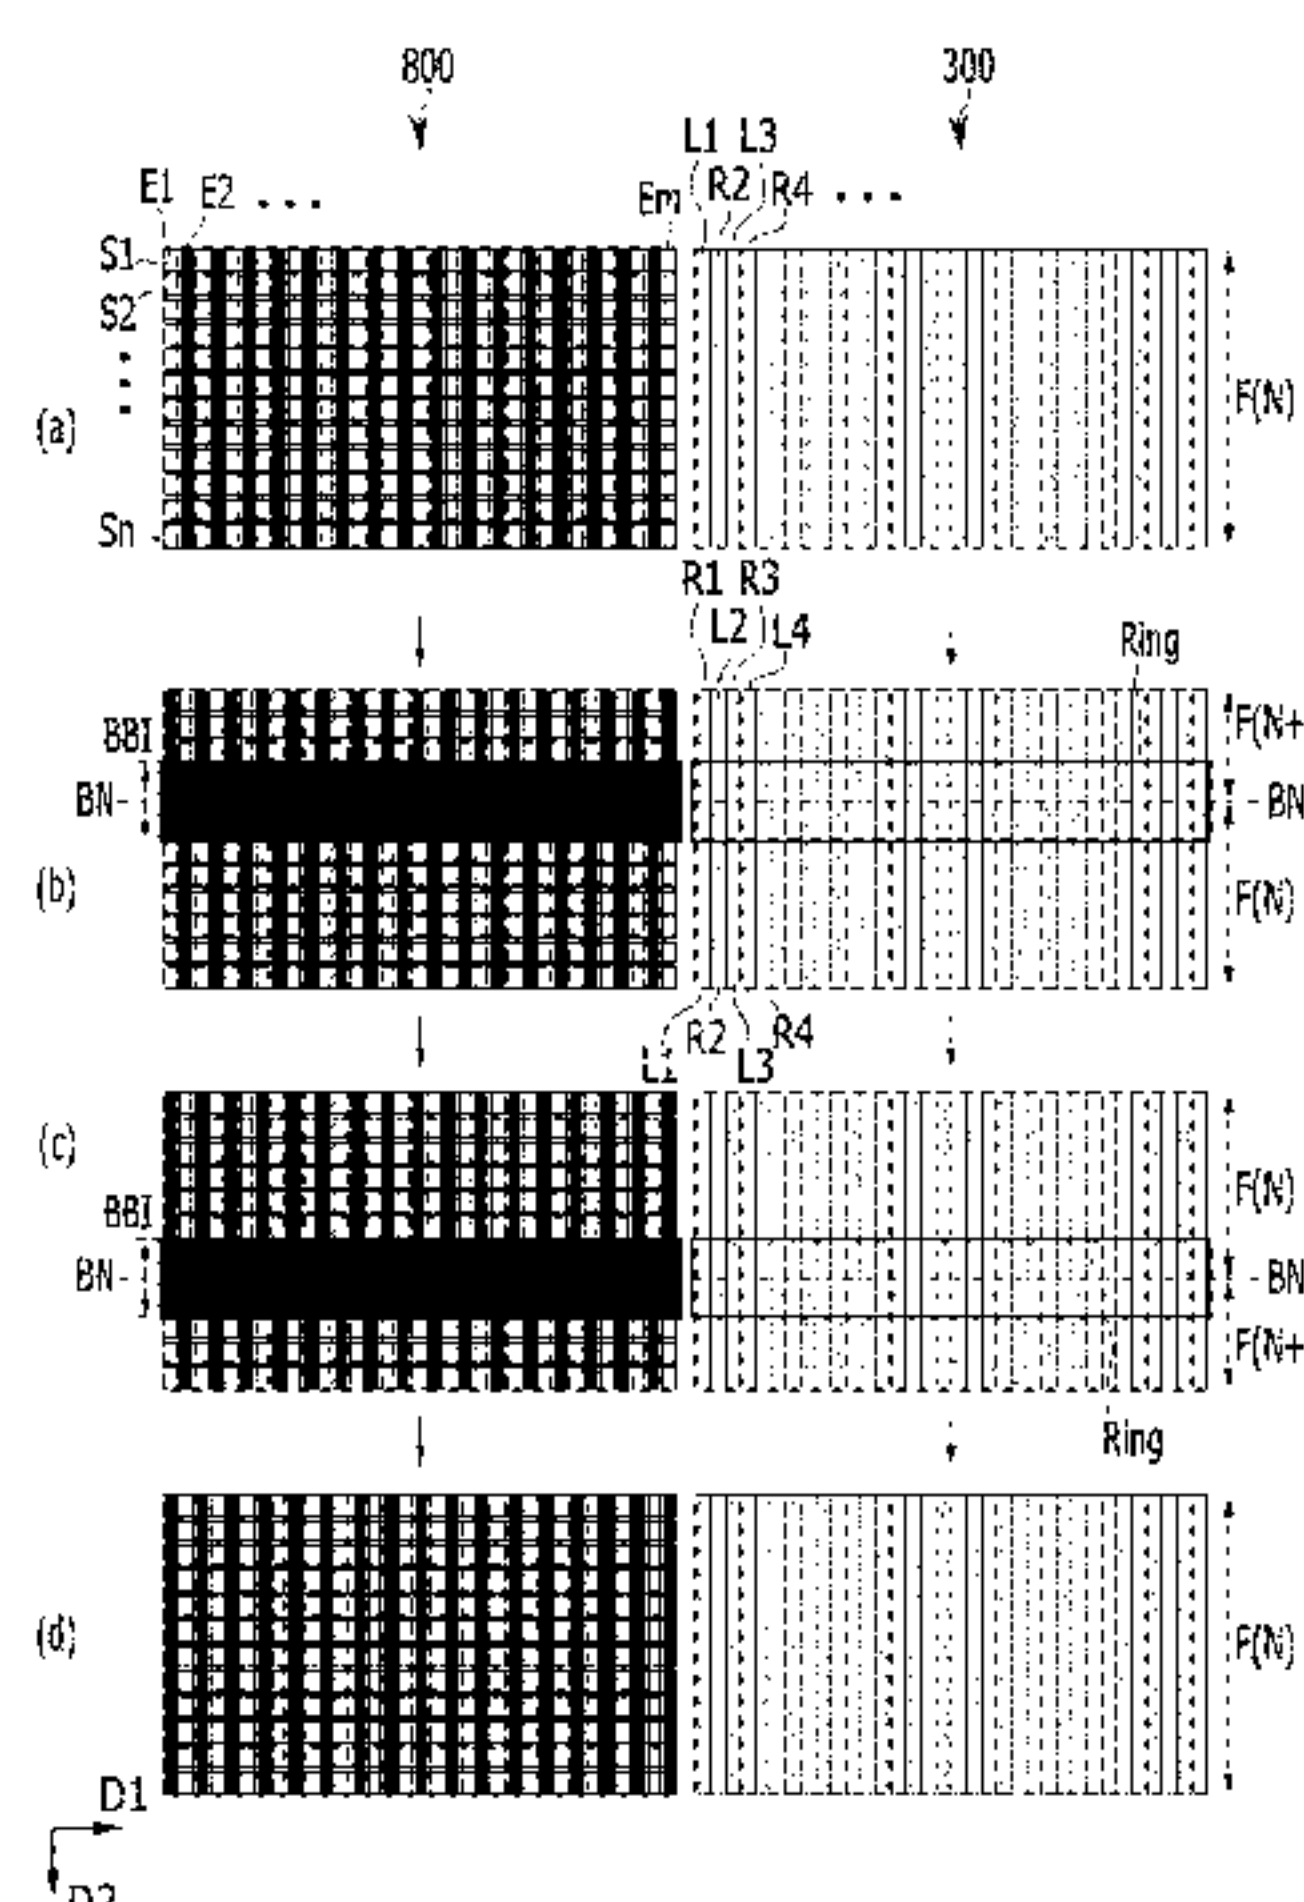 800 300
L1 L3
E1 E2 ... Em R2 R4 ...
S1
S2
F(N)
(a)
Sn
R1 R3
L2 L4 Ring
BBI F(N+
BN BN
(b) F(N)
R2 R4
L1 L3
(c)
F(N)
BBI
BN BN
F(N+
Ring
(d) F(N)
D1